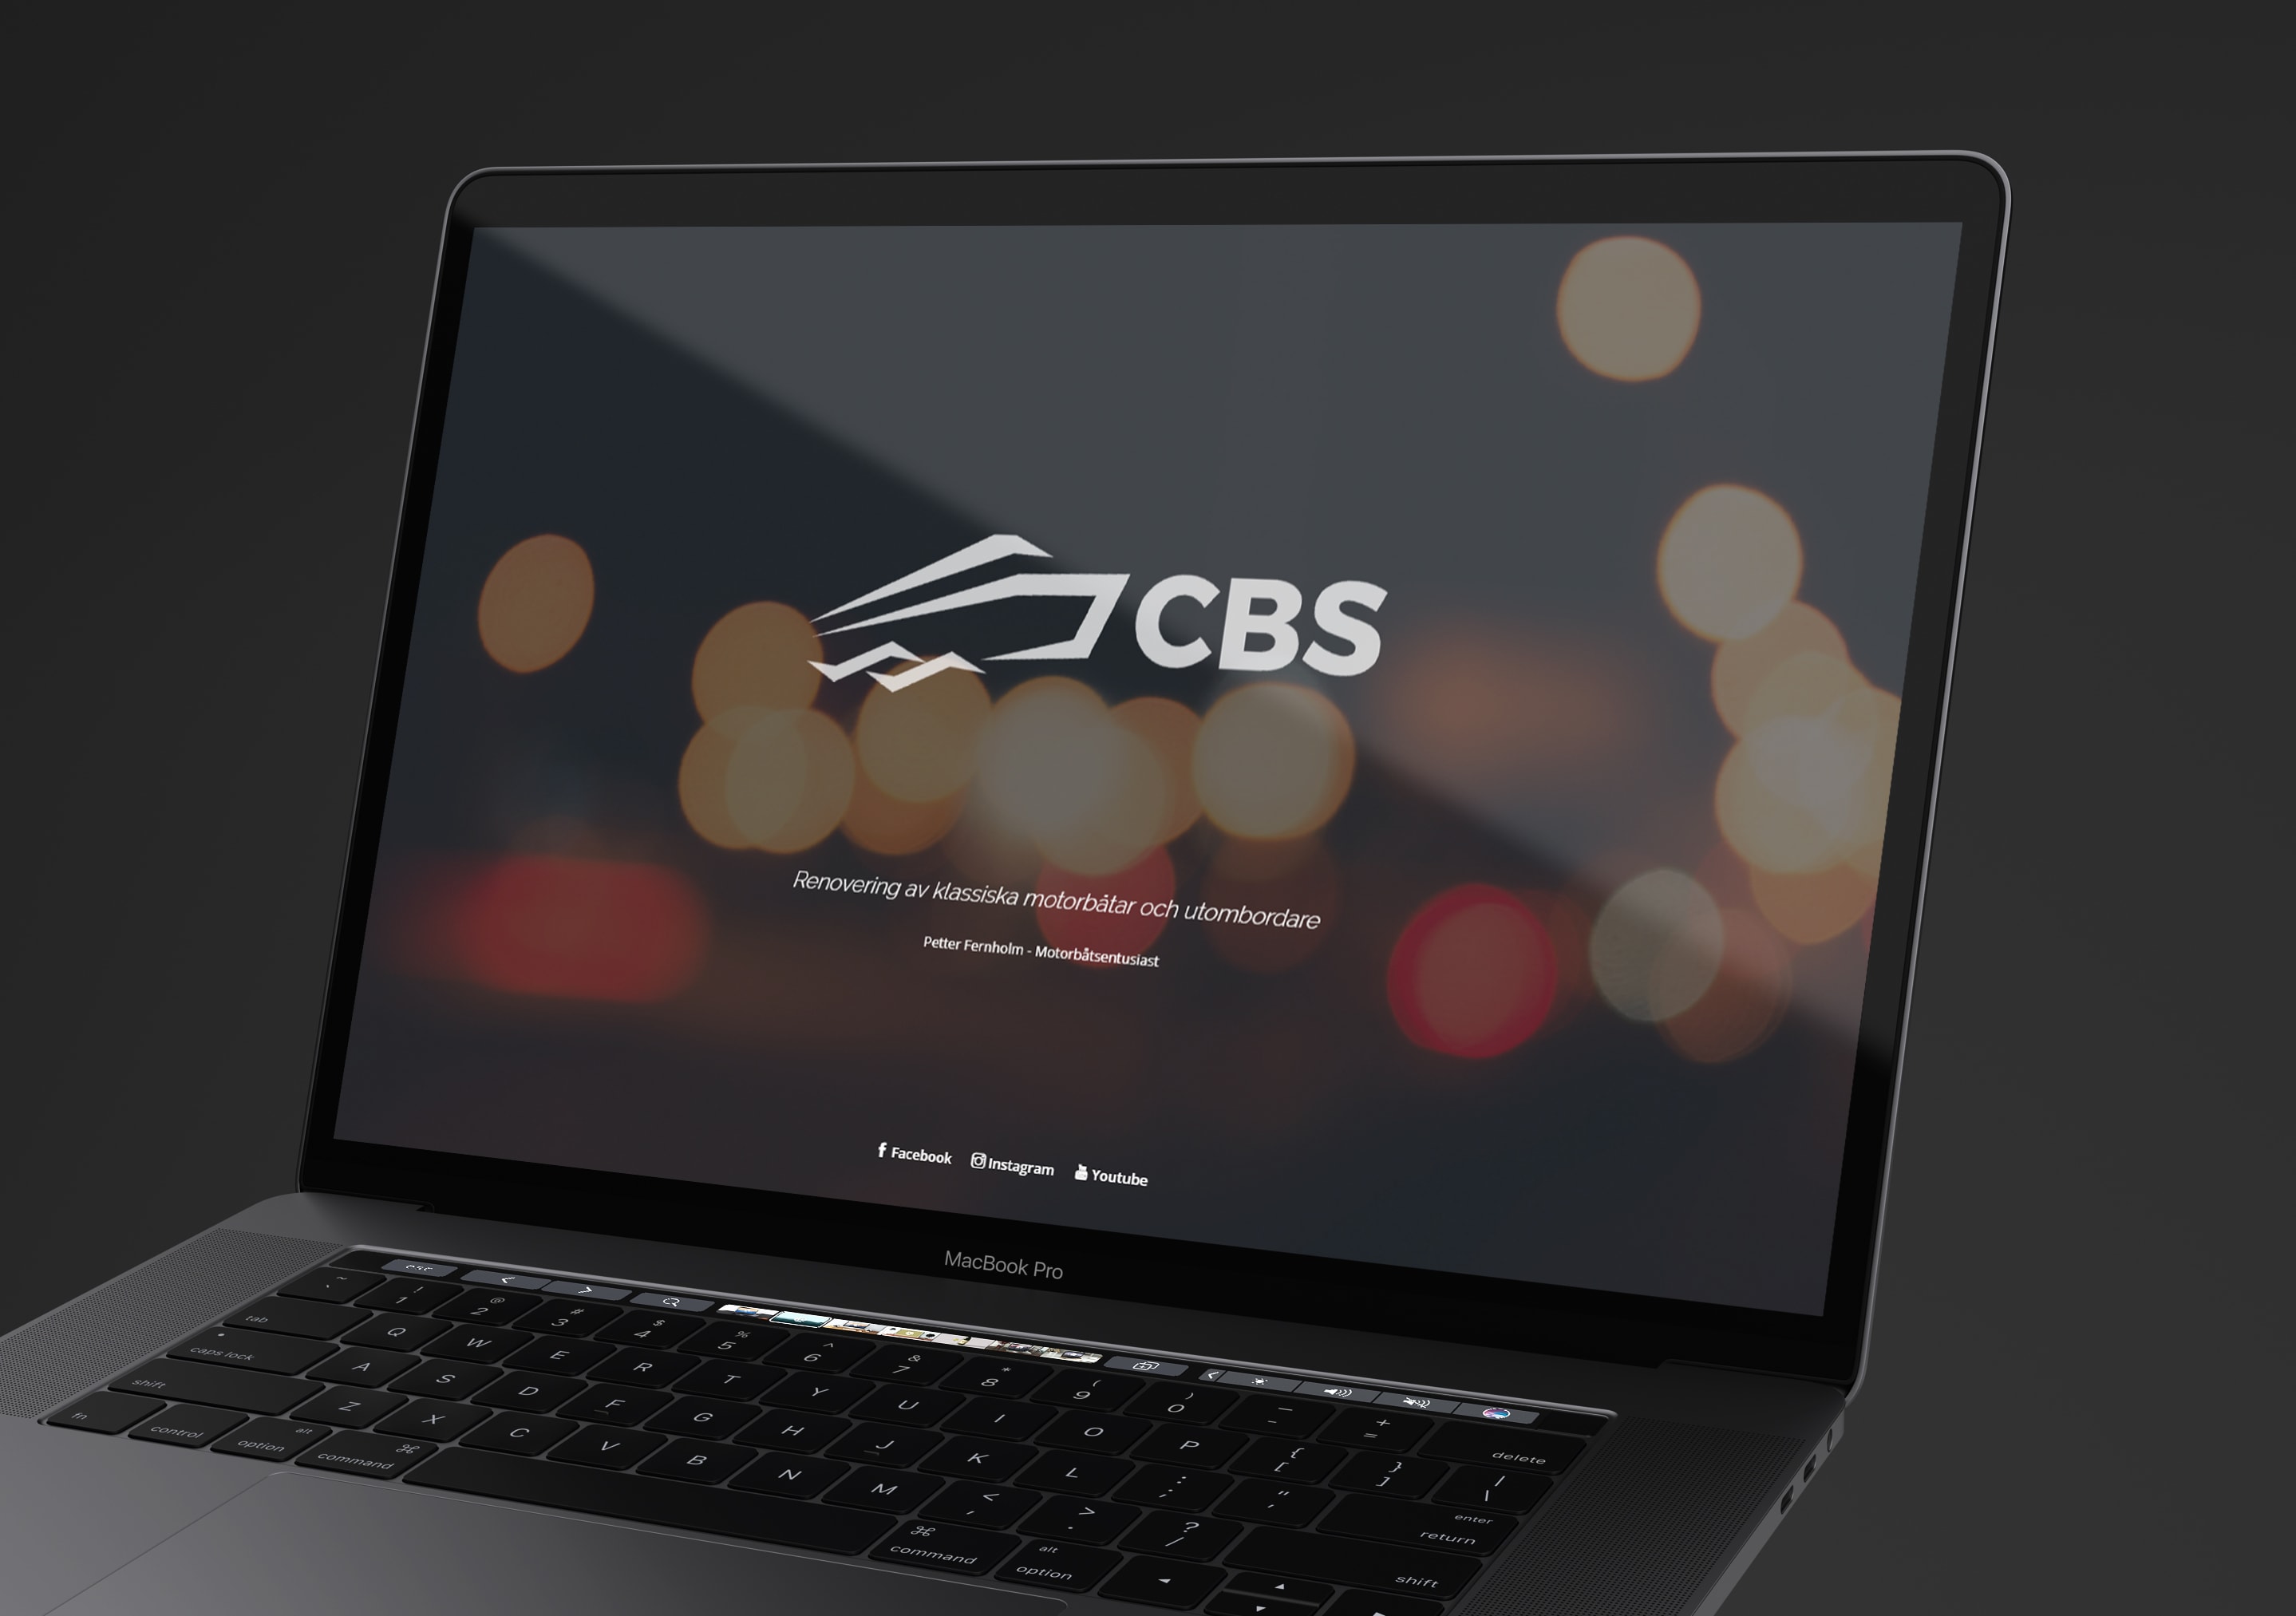 CBS
Renovering av klassiska motorbåtar och utombordare
Petter Fernholm - Motorbåtsentusiast
Facebook Instagram Youtube
MacBook Pro
esc
~ ! @ # $ % ^ & * ( ) _ +
` 1 2 3 4 5 6 7 8 9 0 - = delete
tab Q W E R T Y U I O P { [ } ] | \
caps lock A S D F G H J K L : ; " ' enter return
shift Z X C V B N M < , > . ? / shift
fn control alt option ⌘ command ⌘ command alt option